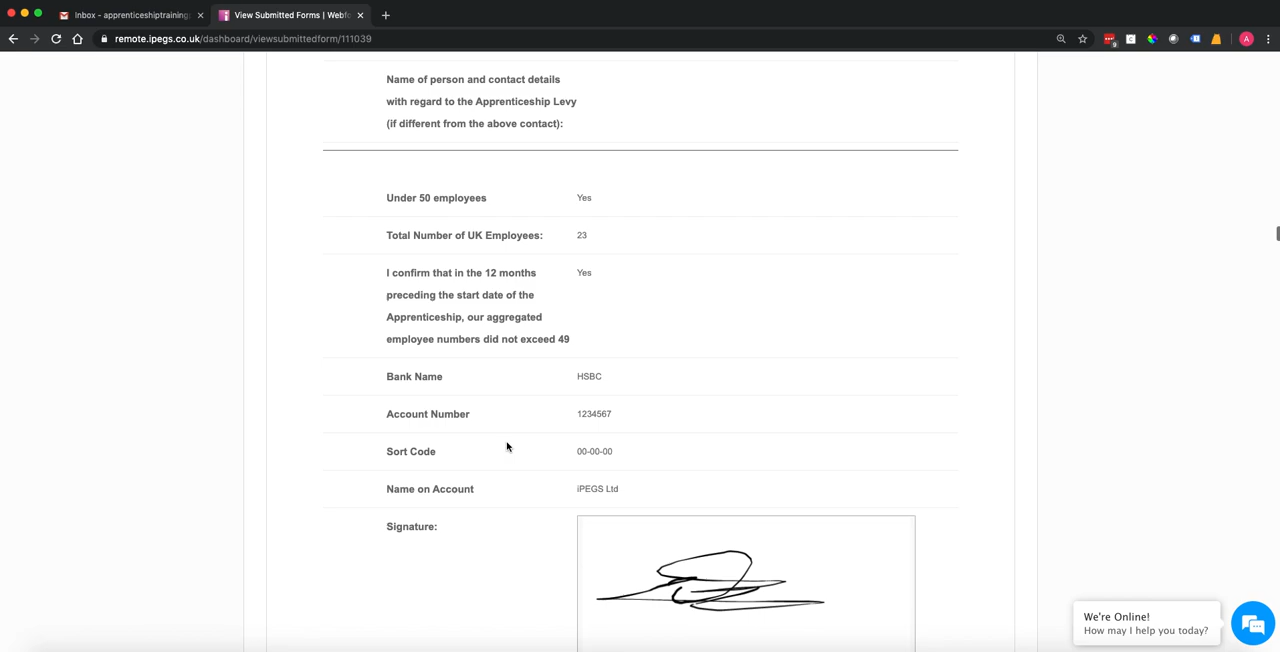 Inbox - apprenticeshiptraining
View Submitted Forms | Webfo
remote.ipegs.co.uk/dashboard/viewsubmittedform/111039
9
A
Name of person and contact details
with regard to the Apprenticeship Levy
(if different from the above contact):
Under 50 employees Yes
Total Number of UK Employees: 23
I confirm that in the 12 months Yes
preceding the start date of the
Apprenticeship, our aggregated
employee numbers did not exceed 49
Bank Name HSBC
Account Number 1234567
Sort Code 00-00-00
Name on Account iPEGS Ltd
Signature:
We're Online!
How may I help you today?